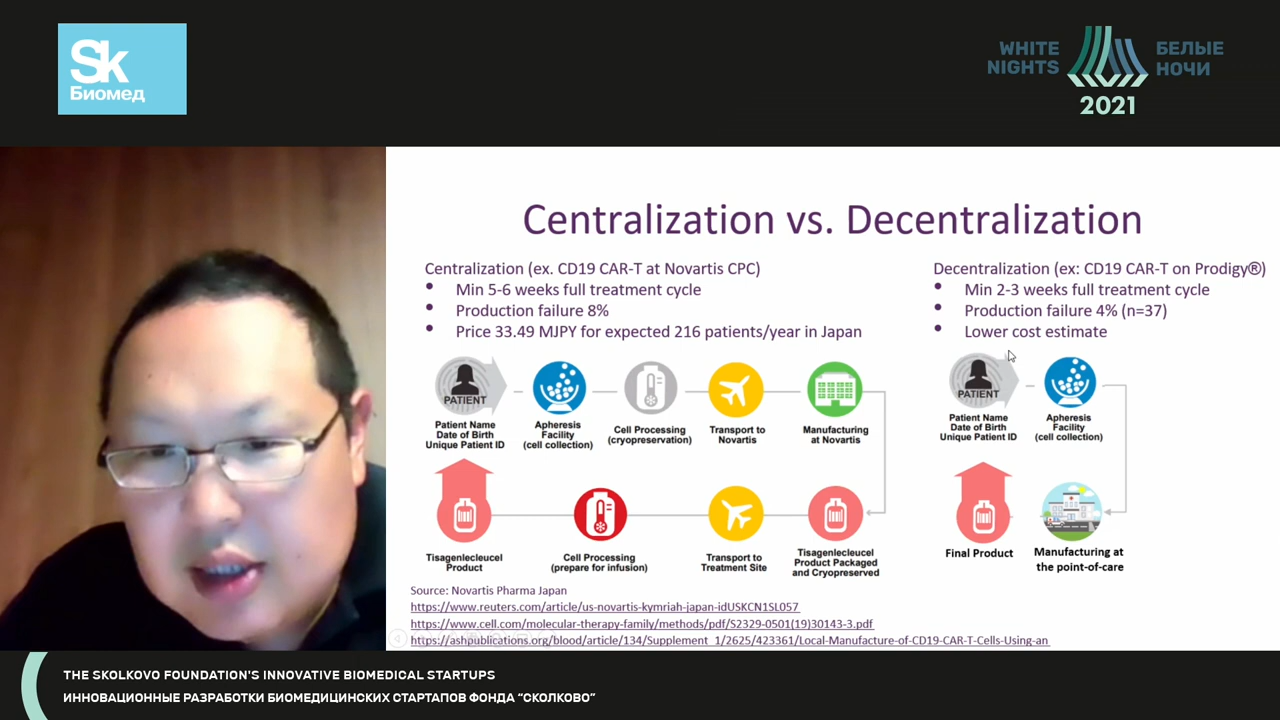 Sk
Биомед
WHITE
NIGHTS
БЕЛЫЕ
НОЧИ
2021
Centralization vs. Decentralization
Centralization (ex. CD19 CAR-T at Novartis CPC)
• Min 5-6 weeks full treatment cycle
• Production failure 8%
• Price 33.49 MJPY for expected 216 patients/year in Japan
Decentralization (ex: CD19 CAR-T on Prodigy®)
• Min 2-3 weeks full treatment cycle
• Production failure 4% (n=37)
• Lower cost estimate
PATIENT
Patient Name
Date of Birth
Unique Patient ID
Apheresis
Facility
(cell collection)
Cell Processing
(cryopreservation)
Transport to
Novartis
Manufacturing
at Novartis
Tisagenlecleucel
Product
Cell Processing
(prepare for infusion)
Transport to
Treatment Site
Tisagenlecleucel
Product Packaged
and Cryopreserved
PATIENT
Patient Name
Date of Birth
Unique Patient ID
Apheresis
Facility
(cell collection)
Final Product
Manufacturing at
the point-of-care
Source: Novartis Pharma Japan
https://www.reuters.com/article/us-novartis-kymriah-japan-idUSKCN1SL057
https://www.cell.com/molecular-therapy-family/methods/pdf/S2329-0501(19)30143-3.pdf
https://ashpublications.org/blood/article/134/Supplement_1/2625/423361/Local-Manufacture-of-CD19-CAR-T-Cells-Using-an
THE SKOLKOVO FOUNDATION'S INNOVATIVE BIOMEDICAL STARTUPS
ИННОВАЦИОННЫЕ РАЗРАБОТКИ БИОМЕДИЦИНСКИХ СТАРТАПОВ ФОНДА "СКОЛКОВО"